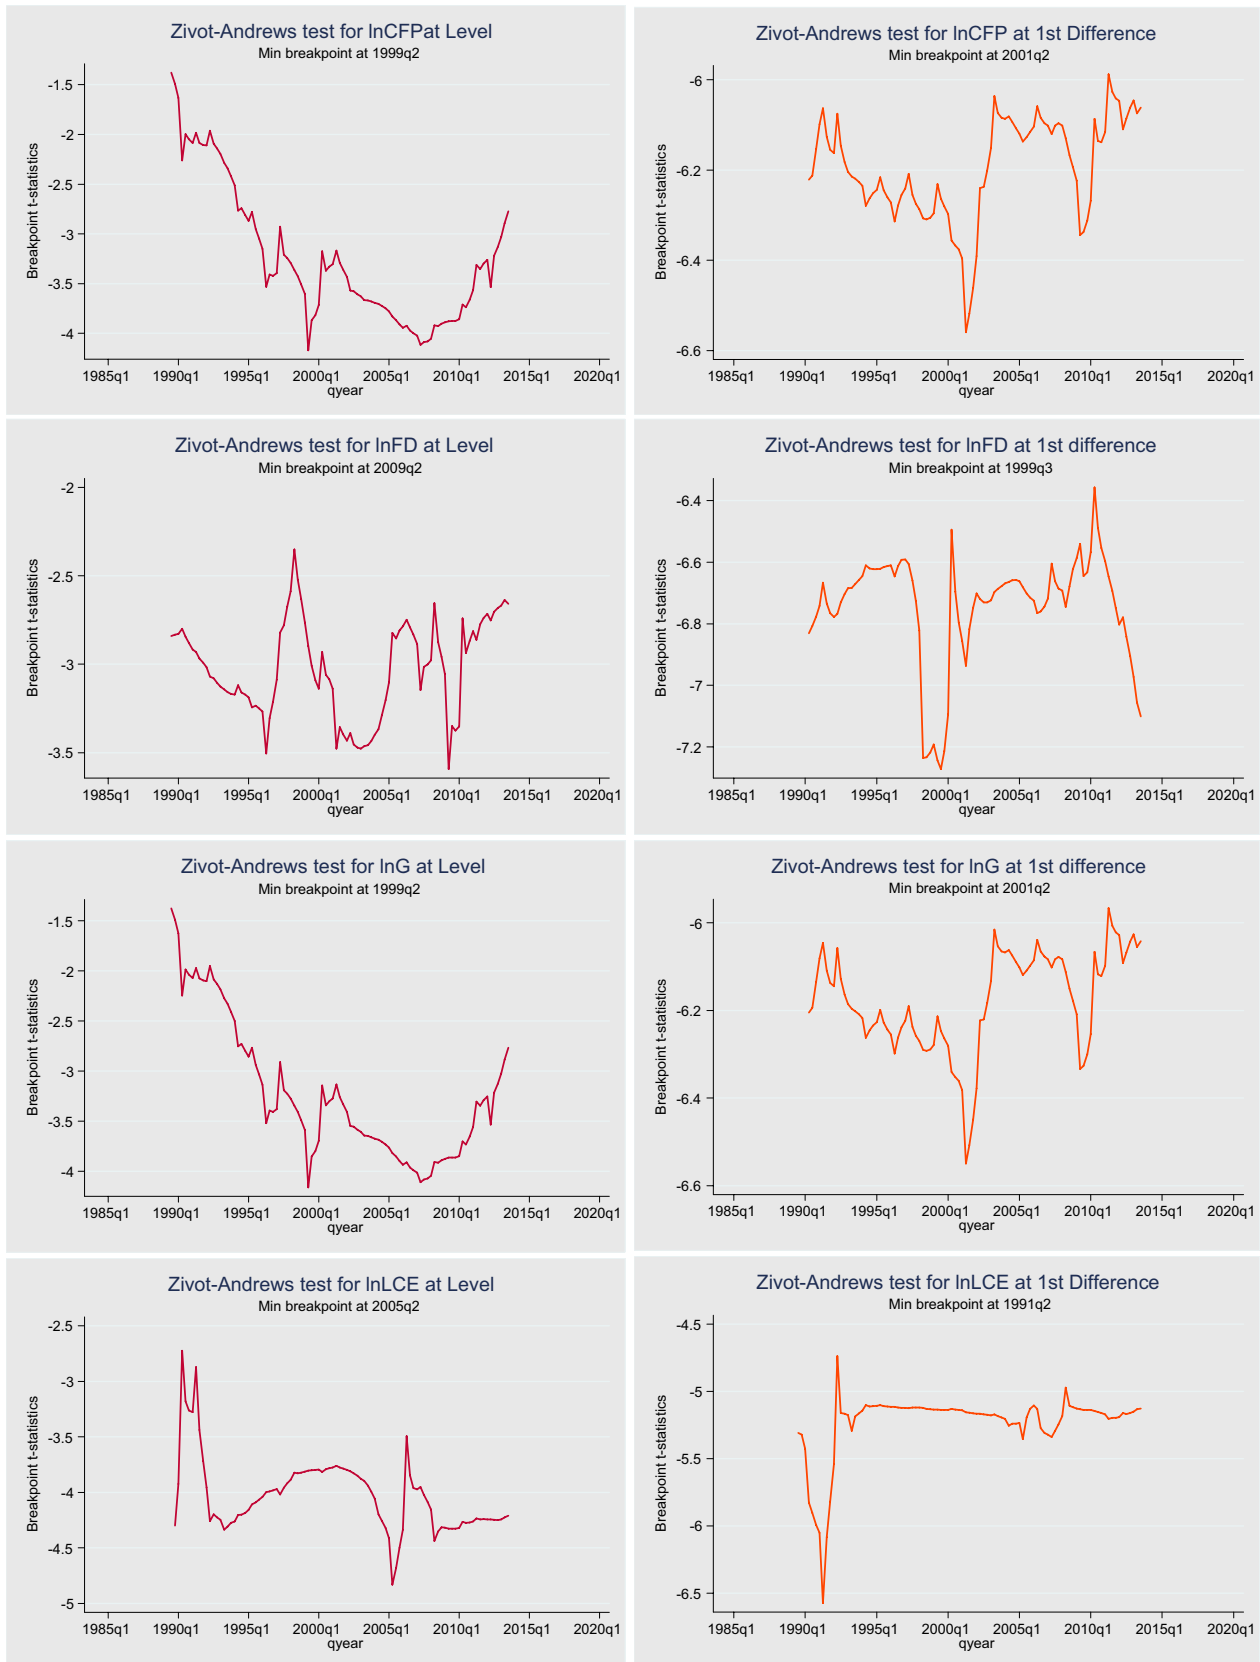 Zivot-Andrews test for lnCFPat Level
Min breakpoint at 1999q2
Breakpoint t-statistics
-1.5
-2
-2.5
-3
-3.5
-4
1985q1 1990q1 1995q1 2000q1 2005q1 2010q1 2015q1 2020q1
qyear
Zivot-Andrews test for lnCFP at 1st Difference
Min breakpoint at 2001q2
Breakpoint t-statistics
-6
-6.2
-6.4
-6.6
1985q1 1990q1 1995q1 2000q1 2005q1 2010q1 2015q1 2020q1
qyear
Zivot-Andrews test for lnFD at Level
Min breakpoint at 2009q2
Breakpoint t-statistics
-2
-2.5
-3
-3.5
1985q1 1990q1 1995q1 2000q1 2005q1 2010q1 2015q1 2020q1
qyear
Zivot-Andrews test for lnFD at 1st difference
Min breakpoint at 1999q3
Breakpoint t-statistics
-6.4
-6.6
-6.8
-7
-7.2
1985q1 1990q1 1995q1 2000q1 2005q1 2010q1 2015q1 2020q1
qyear
Zivot-Andrews test for lnG at Level
Min breakpoint at 1999q2
Breakpoint t-statistics
-1.5
-2
-2.5
-3
-3.5
-4
1985q1 1990q1 1995q1 2000q1 2005q1 2010q1 2015q1 2020q1
qyear
Zivot-Andrews test for lnG at 1st difference
Min breakpoint at 2001q2
Breakpoint t-statistics
-6
-6.2
-6.4
-6.6
1985q1 1990q1 1995q1 2000q1 2005q1 2010q1 2015q1 2020q1
qyear
Zivot-Andrews test for lnLCE at Level
Min breakpoint at 2005q2
Breakpoint t-statistics
-2.5
-3
-3.5
-4
-4.5
-5
1985q1 1990q1 1995q1 2000q1 2005q1 2010q1 2015q1 2020q1
qyear
Zivot-Andrews test for lnLCE at 1st Difference
Min breakpoint at 1991q2
Breakpoint t-statistics
-4.5
-5
-5.5
-6
-6.5
1985q1 1990q1 1995q1 2000q1 2005q1 2010q1 2015q1 2020q1
qyear